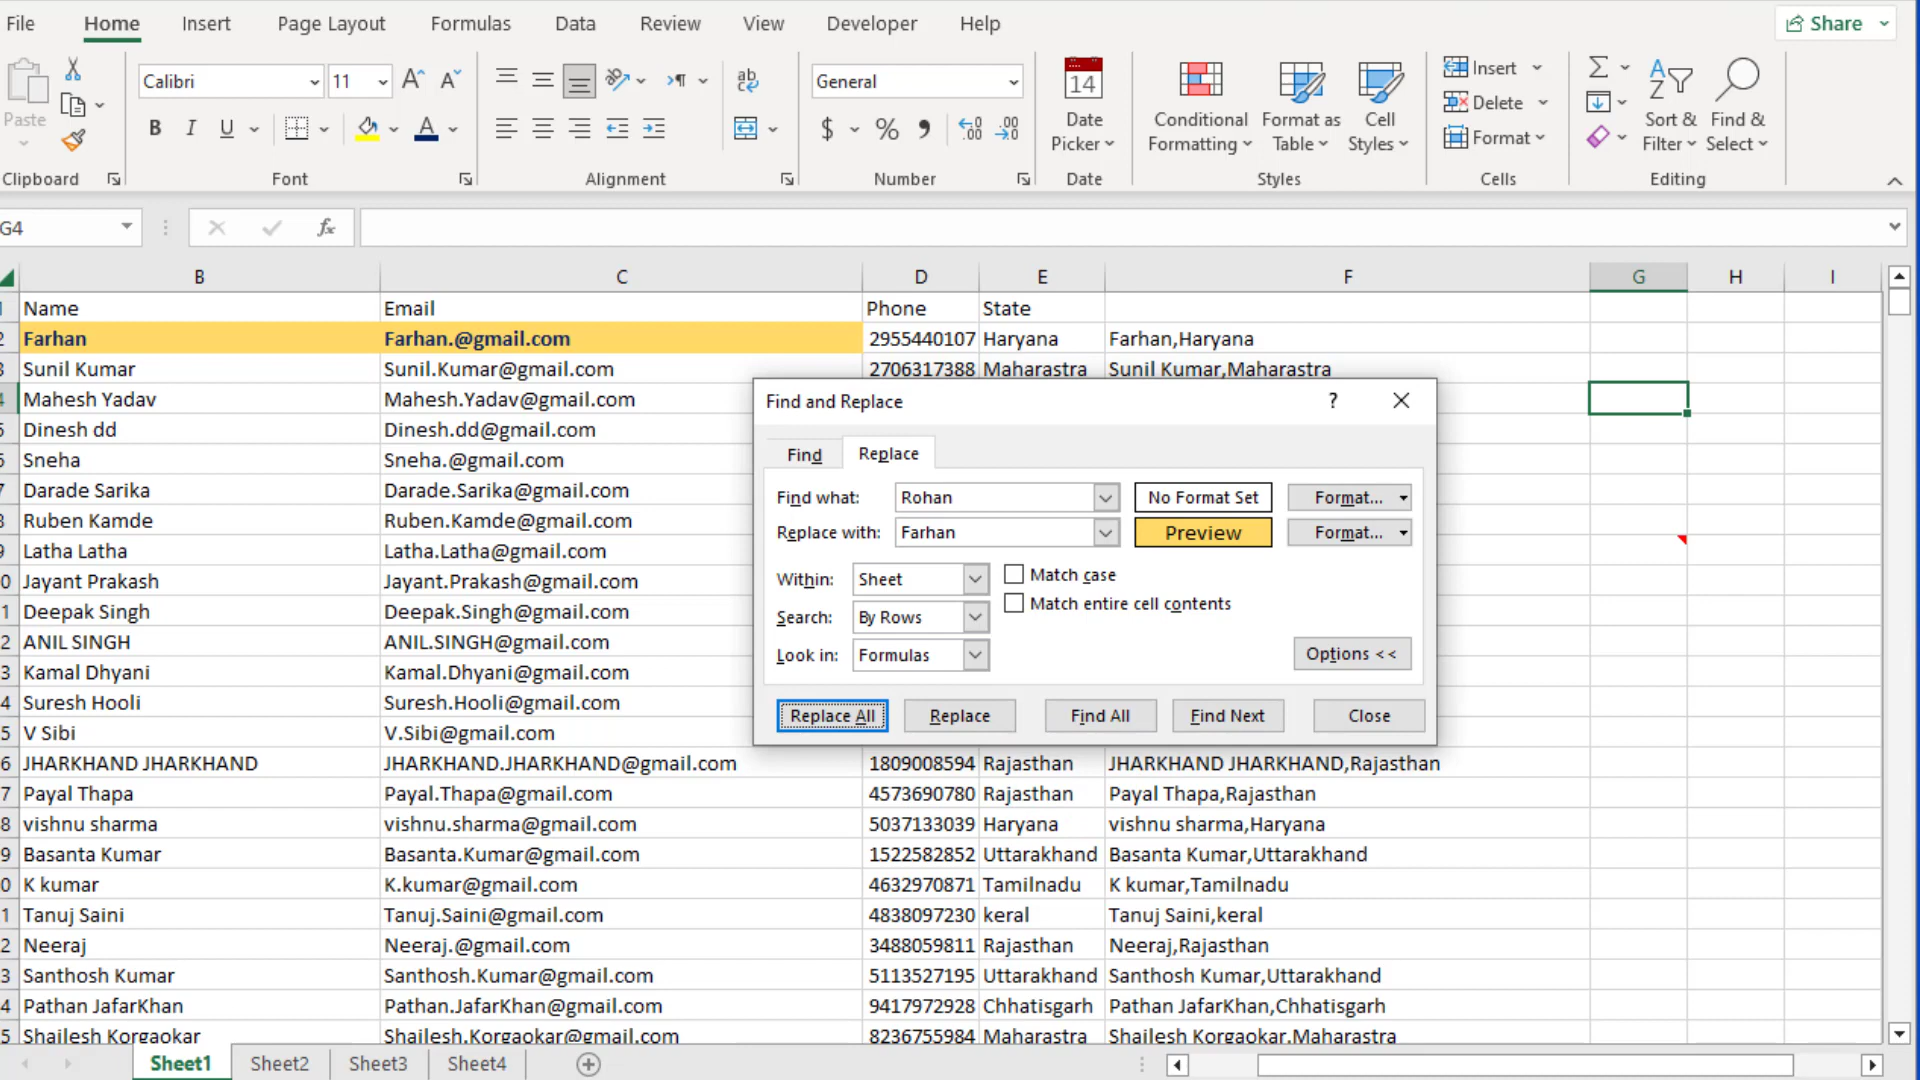 File Home Insert Page Layout Formulas Data Review View Developer Help Share
Calibri 11 General 14 Insert
Paste Date Picker Conditional Formatting Format as Table Cell Styles Delete Sort & Filter Find & Select
B I U $ % Format
Clipboard Font Alignment Number Date Styles Cells Editing
G4 fx
B C D E F G H I
Name Email Phone State
Farhan Farhan.@gmail.com 2955440107 Haryana Farhan,Haryana
Sunil Kumar Sunil.Kumar@gmail.com 2706317388 Maharastra Sunil Kumar,Maharastra
Mahesh Yadav Mahesh.Yadav@gmail.com
Dinesh dd Dinesh.dd@gmail.com
Sneha Sneha.@gmail.com
Darade Sarika Darade.Sarika@gmail.com
Ruben Kamde Ruben.Kamde@gmail.com
Latha Latha Latha.Latha@gmail.com
Jayant Prakash Jayant.Prakash@gmail.com
Deepak Singh Deepak.Singh@gmail.com
ANIL SINGH ANIL.SINGH@gmail.com
Kamal Dhyani Kamal.Dhyani@gmail.com
Suresh Hooli Suresh.Hooli@gmail.com
V Sibi V.Sibi@gmail.com
JHARKHAND JHARKHAND JHARKHAND.JHARKHAND@gmail.com 1809008594 Rajasthan JHARKHAND JHARKHAND,Rajasthan
Payal Thapa Payal.Thapa@gmail.com 4573690780 Rajasthan Payal Thapa,Rajasthan
vishnu sharma vishnu.sharma@gmail.com 5037133039 Haryana vishnu sharma,Haryana
Basanta Kumar Basanta.Kumar@gmail.com 1522582852 Uttarakhand Basanta Kumar,Uttarakhand
K kumar K.kumar@gmail.com 4632970871 Tamilnadu K kumar,Tamilnadu
Tanuj Saini Tanuj.Saini@gmail.com 4838097230 keral Tanuj Saini,keral
Neeraj Neeraj.@gmail.com 3488059811 Rajasthan Neeraj,Rajasthan
Santhosh Kumar Santhosh.Kumar@gmail.com 5113527195 Uttarakhand Santhosh Kumar,Uttarakhand
Pathan JafarKhan Pathan.JafarKhan@gmail.com 9417972928 Chhatisgarh Pathan JafarKhan,Chhatisgarh
Shailesh Korgaokar Shailesh.Korgaokar@gmail.com 8236755984 Maharastra Shailesh Korgaokar,Maharastra
Find and Replace ?
Find Replace
Find what: Rohan No Format Set Format...
Replace with: Farhan Preview Format...
Within: Sheet Match case
Search: By Rows Match entire cell contents
Look in: Formulas Options <<
Replace All Replace Find All Find Next Close
Sheet1 Sheet2 Sheet3 Sheet4